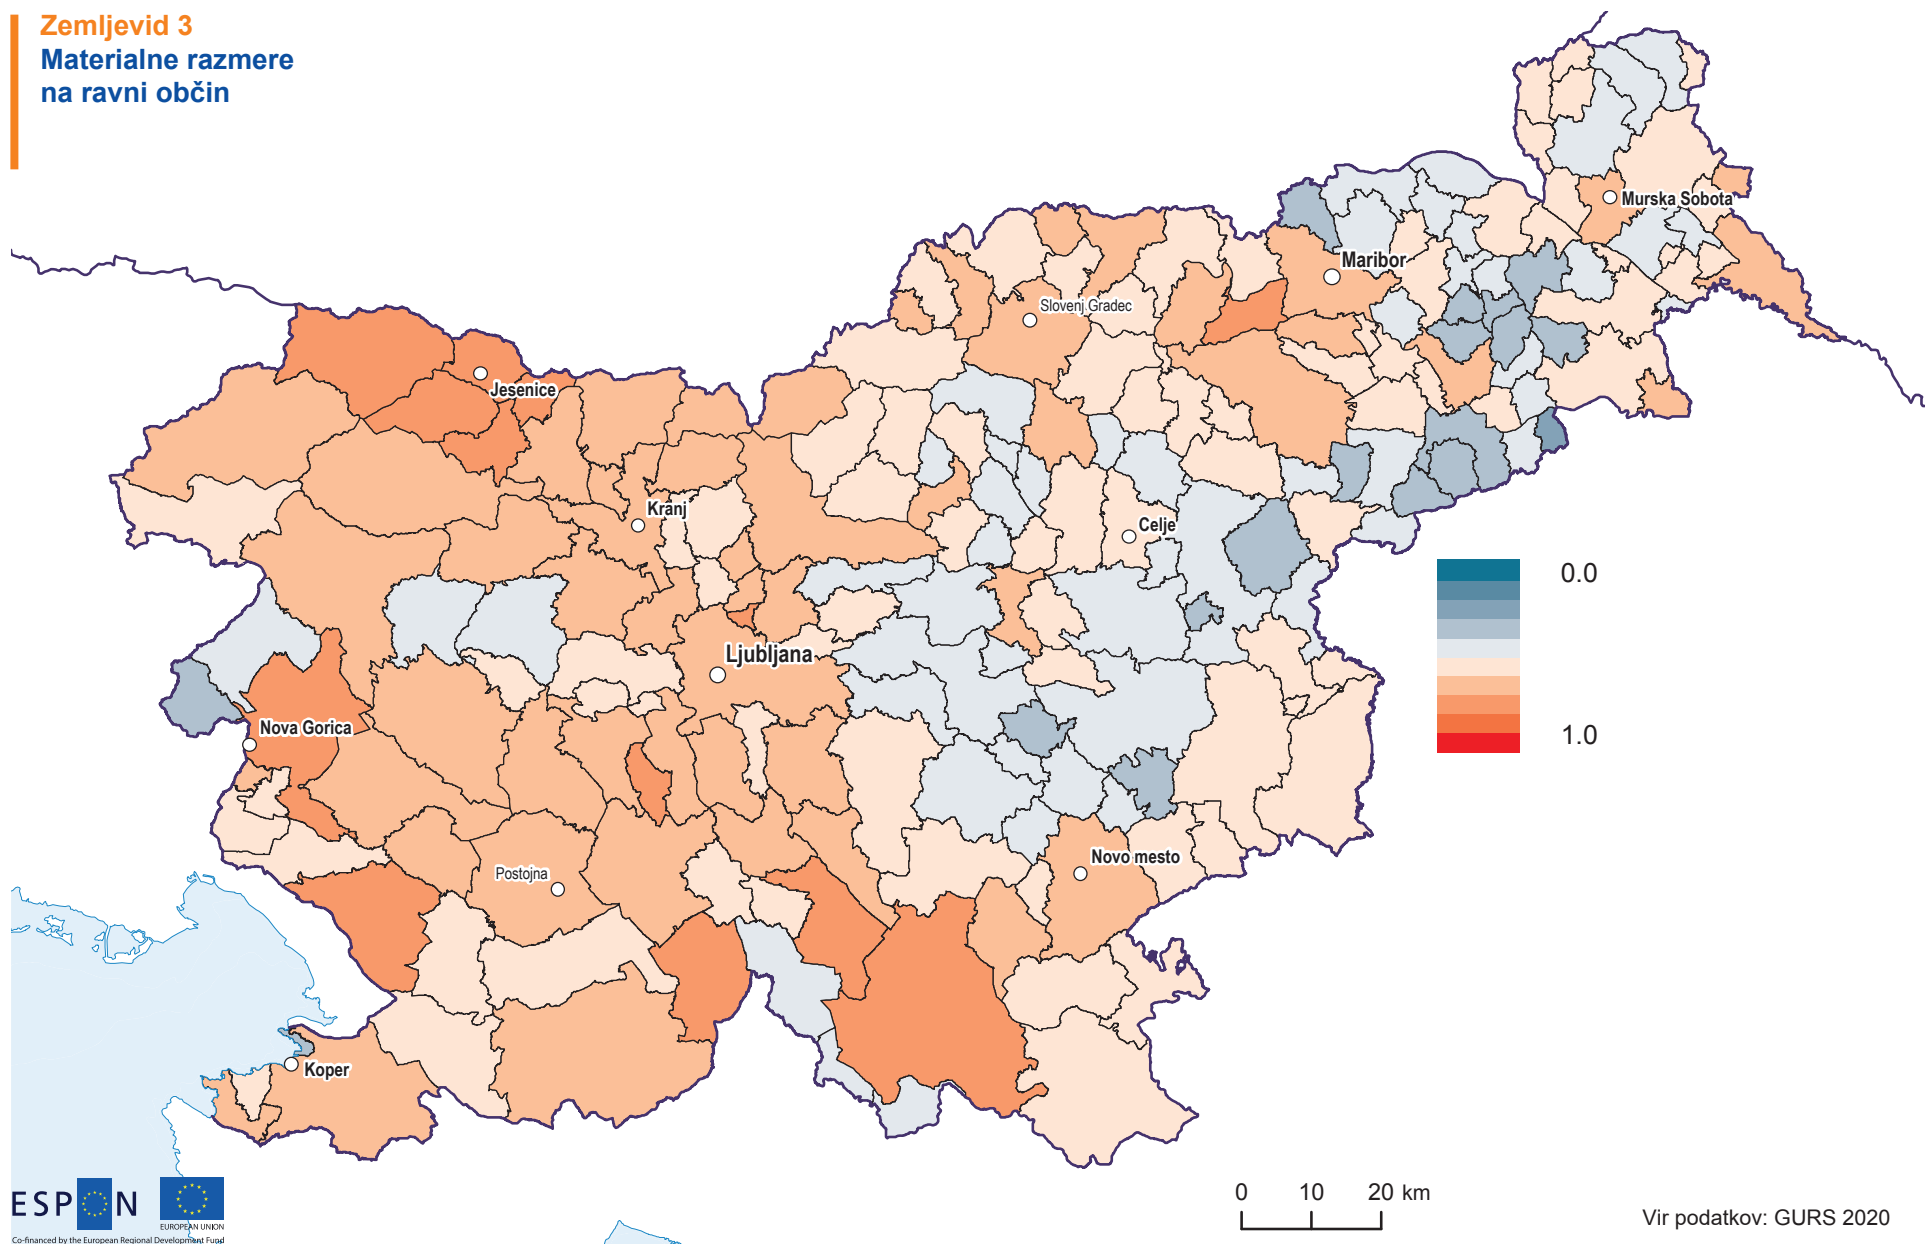 Zemljevid 3
Materialne razmere
na ravni občin
Murska Sobota
Maribor
Slovenj Gradec
Jesenice
Kranj
Celje
0.0
Ljubljana
1.0
Nova Gorica
Novo mesto
Postojna
Koper
ESPON
EUROPEAN UNION
Co-financed by the European Regional Development Fund
0 10 20 km
Vir podatkov: GURS 2020